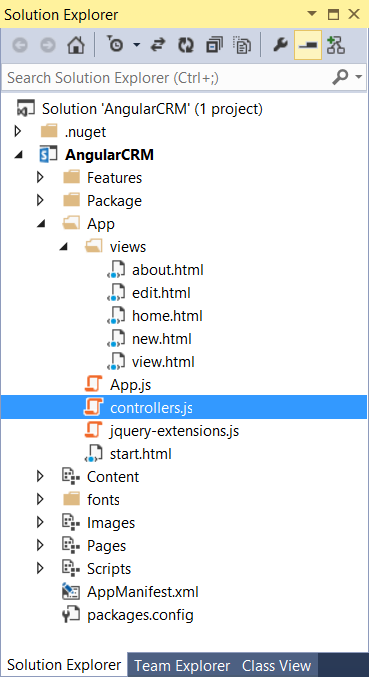 Solution Explorer
Search Solution Explorer (Ctrl+;)
Solution 'AngularCRM' (1 project)
.nuget
AngularCRM
Features
Package
App
views
about.html
edit.html
home.html
new.html
view.html
App.js
controllers.js
jquery-extensions.js
start.html
Content
fonts
Images
Pages
Scripts
AppManifest.xml
packages.config
Solution Explorer Team Explorer Class View